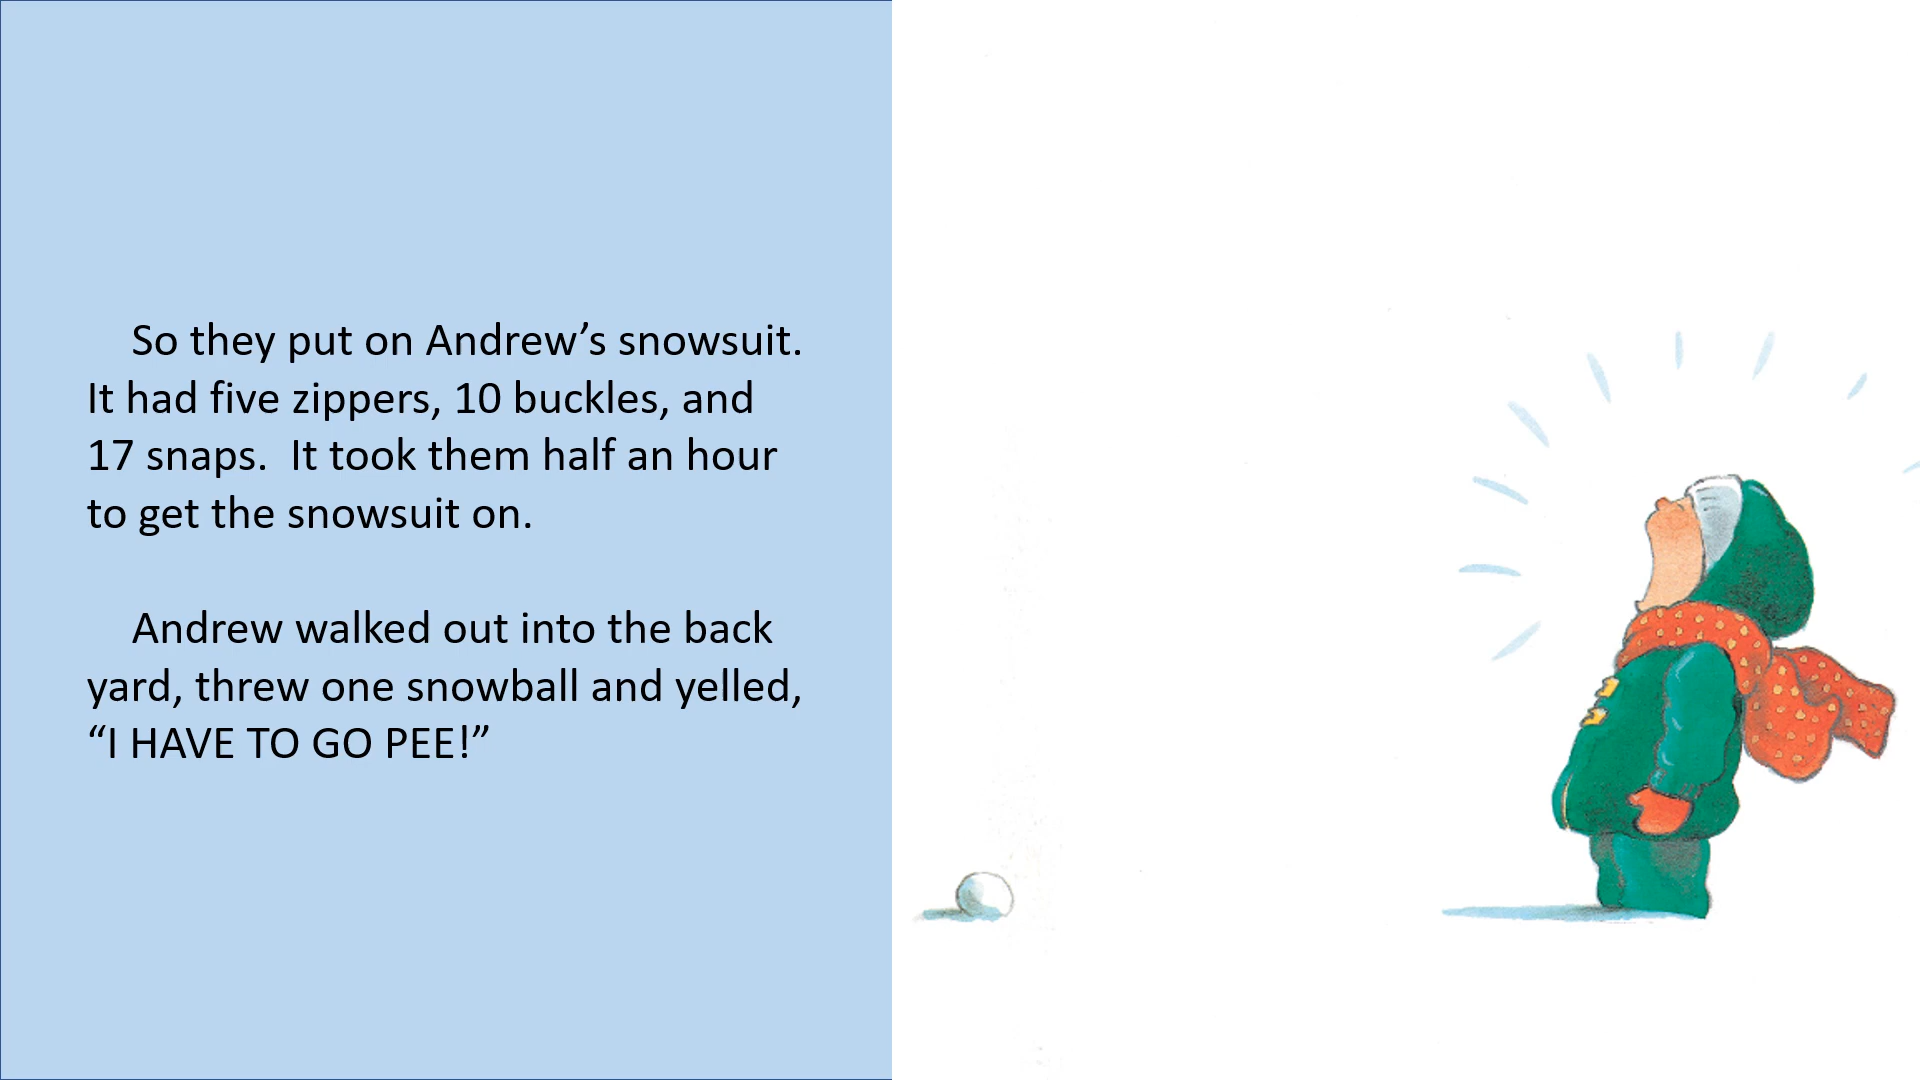 So they put on Andrew’s snowsuit.
It had five zippers, 10 buckles, and
17 snaps.  It took them half an hour
to get the snowsuit on.
Andrew walked out into the back
yard, threw one snowball and yelled,
“I HAVE TO GO PEE!”